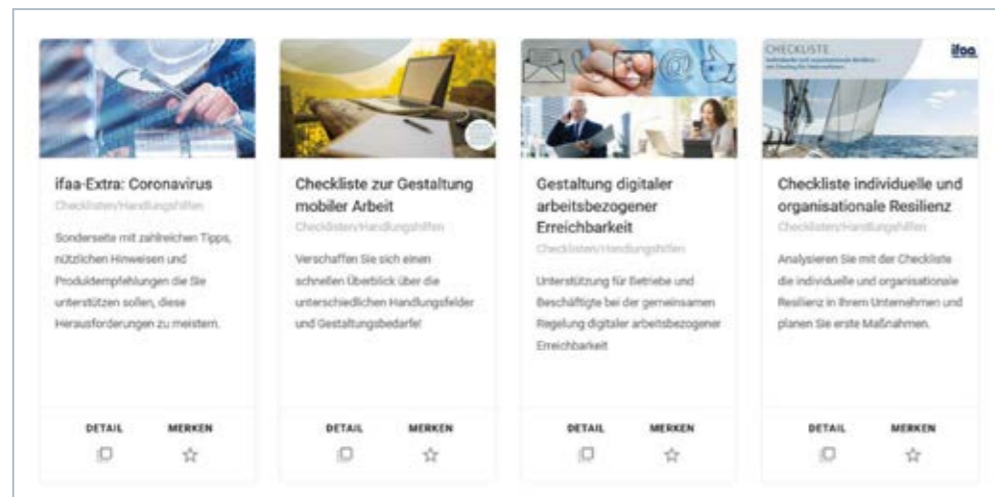 ifaa-Extra: Coronavirus
Checklisten/Handlungshilfen
Sonderseite mit zahlreichen Tipps,
nützlichen Hinweisen und
Produktempfehlungen die Sie
unterstützen sollen, diese
Herausforderungen zu meistern.
DETAIL MERKEN
Checkliste zur Gestaltung
mobiler Arbeit
Checklisten/Handlungshilfen
Verschaffen Sie sich einen
schnellen Überblick über die
unterschiedlichen Handlungsfelder
und Gestaltungsbedarfe!
DETAIL MERKEN
Gestaltung digitaler
arbeitsbezogener
Erreichbarkeit
Checklisten/Handlungshilfen
Unterstützung für Betriebe und
Beschäftigte bei der gemeinsamen
Regelung digitaler arbeitsbezogener
Erreichbarkeit
DETAIL MERKEN
CHECKLISTE
ifaa
Individuelle und organisationale Resilienz –
Checkliste individuelle und
organisationale Resilienz
Checklisten/Handlungshilfen
Analysieren Sie mit der Checkliste
die individuelle und organisationale
Resilienz in Ihrem Unternehmen und
planen Sie erste Maßnahmen.
DETAIL MERKEN